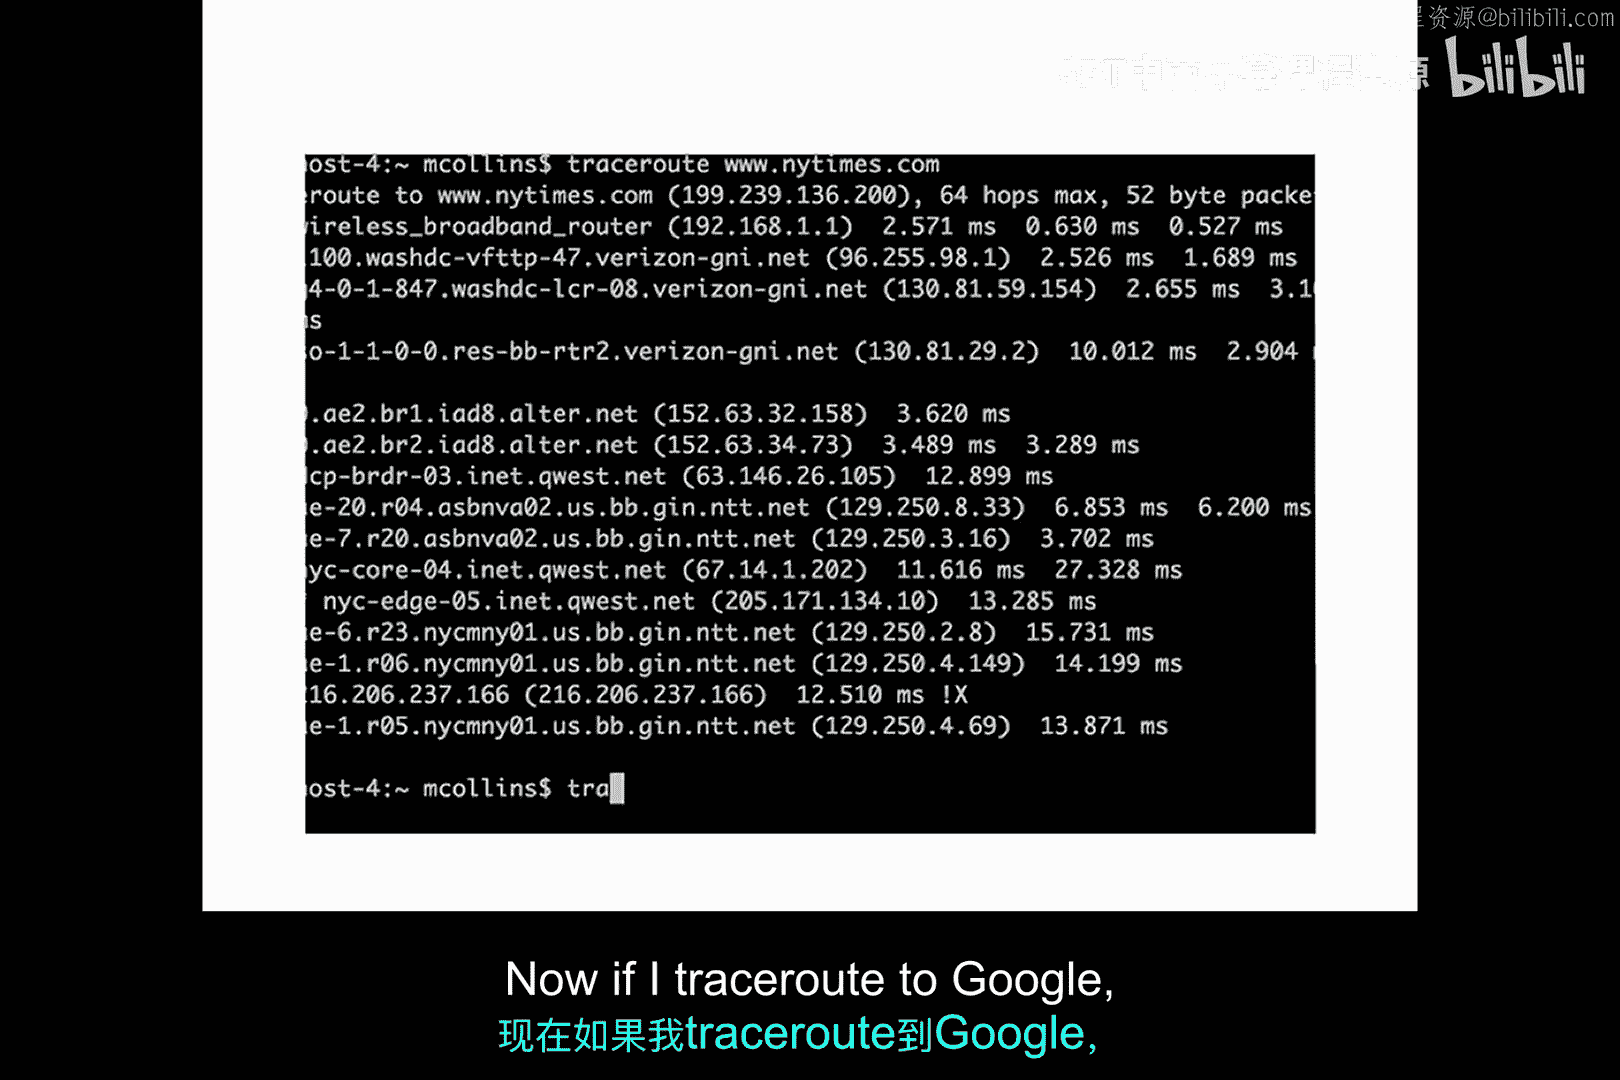 资源@bilibili.com
bilibili
ost-4:~ mcollins$ traceroute www.nytimes.com
route to www.nytimes.com (199.239.136.200), 64 hops max, 52 byte packe
ireless_broadband_router (192.168.1.1) 2.571 ms 0.630 ms 0.527 ms
100.washdc-vfttp-47.verizon-gni.net (96.255.98.1) 2.526 ms 1.689 ms
4-0-1-847.washdc-lcr-08.verizon-gni.net (130.81.59.154) 2.655 ms 3.1
s
o-1-1-0-0.res-bb-rtr2.verizon-gni.net (130.81.29.2) 10.012 ms 2.904
.ae2.br1.iad8.alter.net (152.63.32.158) 3.620 ms
.ae2.br2.iad8.alter.net (152.63.34.73) 3.489 ms 3.289 ms
cp-brdr-03.inet.qwest.net (63.146.26.105) 12.899 ms
e-20.r04.asbnva02.us.bb.gin.ntt.net (129.250.8.33) 6.853 ms 6.200 ms
e-7.r20.asbnva02.us.bb.gin.ntt.net (129.250.3.16) 3.702 ms
yc-core-04.inet.qwest.net (67.14.1.202) 11.616 ms 27.328 ms
nyc-edge-05.inet.qwest.net (205.171.134.10) 13.285 ms
e-6.r23.nycmny01.us.bb.gin.ntt.net (129.250.2.8) 15.731 ms
e-1.r06.nycmny01.us.bb.gin.ntt.net (129.250.4.149) 14.199 ms
16.206.237.166 (216.206.237.166) 12.510 ms !X
e-1.r05.nycmny01.us.bb.gin.ntt.net (129.250.4.69) 13.871 ms
ost-4:~ mcollins$ tra
Now if I traceroute to Google,
现在如果我traceroute到Google,